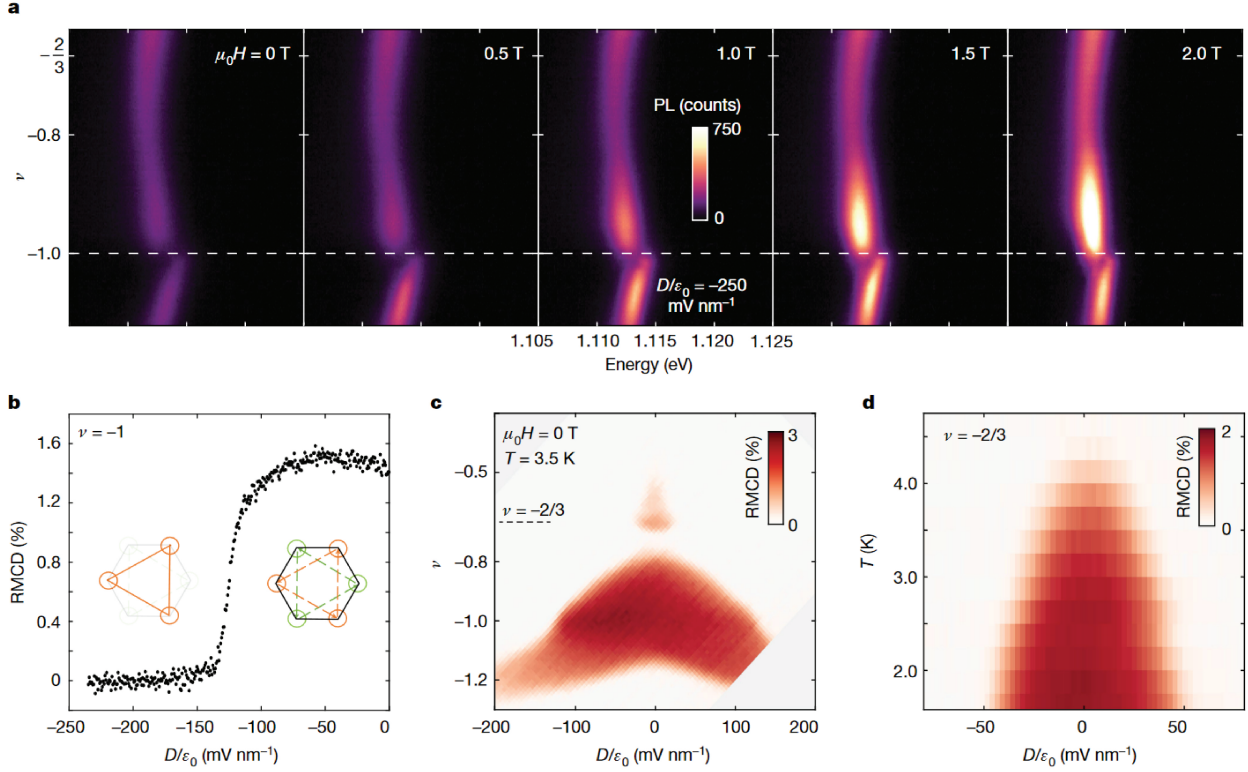 a
−2/3
μ0H = 0 T
0.5 T
1.0 T
1.5 T
2.0 T
PL (counts)
750
0
−0.8
ν
−1.0
D/ε0 = −250
mV nm−1
1.105
1.110
1.115
1.120
1.125
Energy (eV)
b
ν = −1
1.6
1.2
0.8
0.4
0
RMCD (%)
−250
−200
−150
−100
−50
0
D/ε0 (mV nm−1)
c
μ0H = 0 T
T = 3.5 K
3
0
RMCD (%)
−0.5
ν = −2/3
−0.8
ν
−1.0
−1.2
−200
−100
0
100
200
D/ε0 (mV nm−1)
d
ν = −2/3
2
0
RMCD (%)
4.0
3.0
2.0
T (K)
−50
0
50
D/ε0 (mV nm−1)